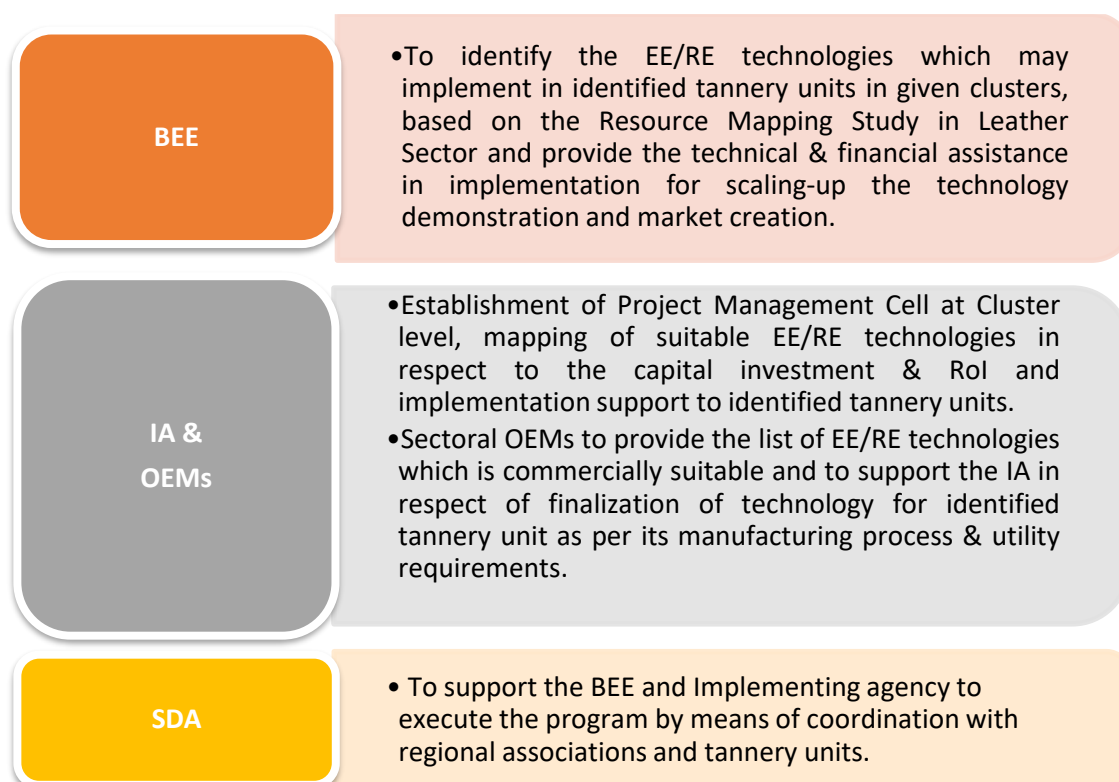 BEE
•To identify the EE/RE technologies which may
implement in identified tannery units in given clusters,
based on the Resource Mapping Study in Leather
Sector and provide the technical & financial assistance
in implementation for scaling-up the technology
demonstration and market creation.
IA &
OEMs
•Establishment of Project Management Cell at Cluster
level, mapping of suitable EE/RE technologies in
respect to the capital investment & RoI and
implementation support to identified tannery units.
•Sectoral OEMs to provide the list of EE/RE technologies
which is commercially suitable and to support the IA in
respect of finalization of technology for identified
tannery unit as per its manufacturing process & utility
requirements.
SDA
• To support the BEE and Implementing agency to
execute the program by means of coordination with
regional associations and tannery units.